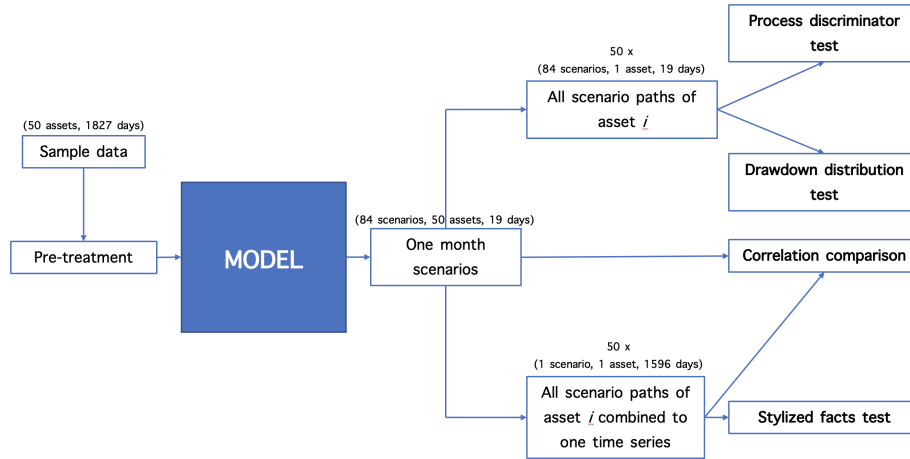 Process discriminator
test
50 x
(84 scenarios, 1 asset, 19 days)
All scenario paths of
asset i
(50 assets, 1827 days)
Sample data
Drawdown distribution
test
(84 scenarios, 50 assets, 19 days)
Pre-treatment
MODEL
One month
scenarios
Correlation comparison
50 x
(1 scenario, 1 asset, 1596 days)
All scenario paths of
asset i combined to
one time series
Stylized facts test